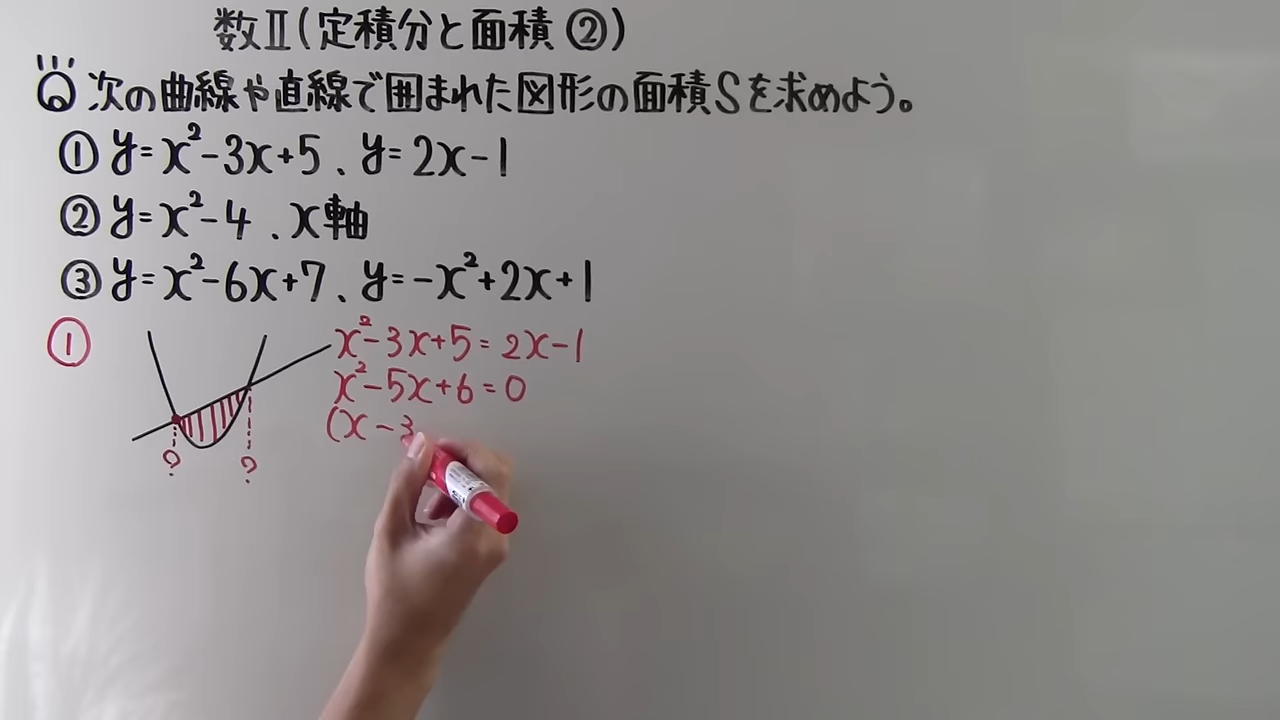 数Ⅱ(定積分と面積②)
Q 次の曲線や直線で囲まれた図形の面積Sを求めよう。
① y=x²-3x+5、y=2x-1
② y=x²-4、x軸
③ y=x²-6x+7、y=-x²+2x+1
①
x²-3x+5=2x-1
x²-5x+6=0
(x-3
? ?